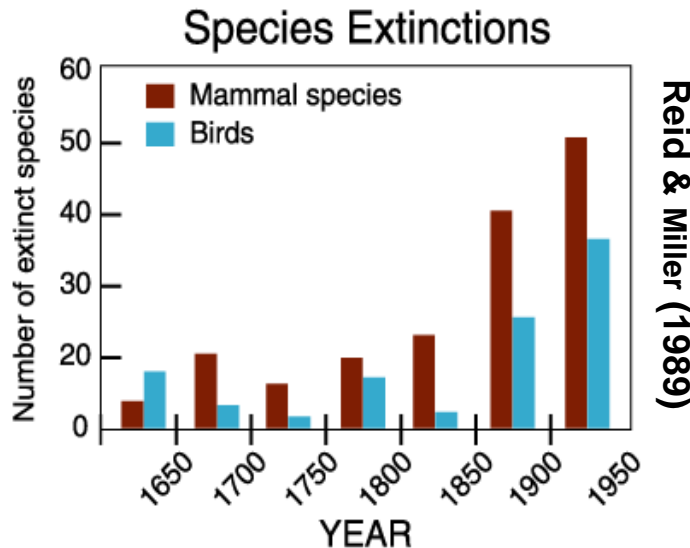 Species Extinctions
Number of extinct species
60
50
40
30
20
0
Mammal species
Birds
1650
1700
1750
1800
1850
1900
1950
YEAR
Reid & Miller (1989)